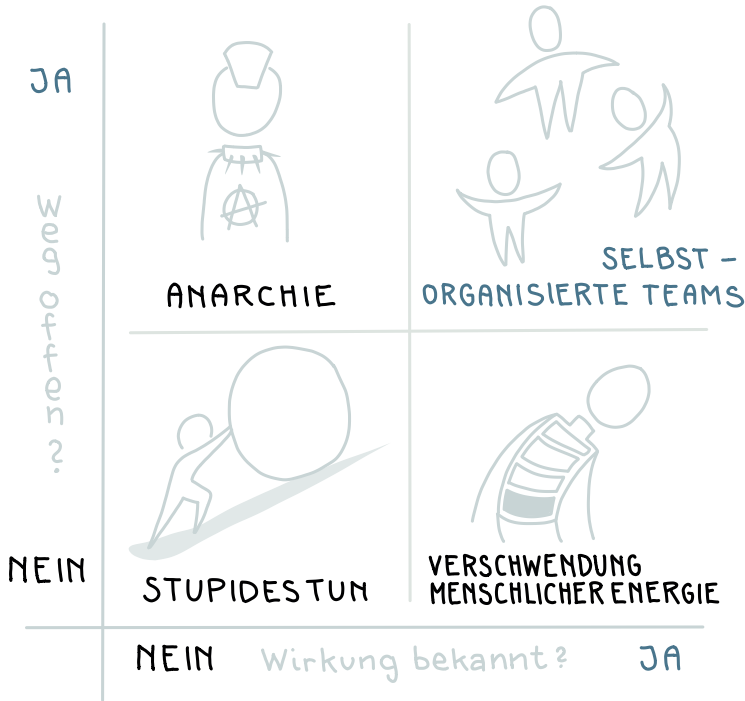 JA
Weg offen?
NEIN
ANARCHIE
SELBST –
ORGANISIERTE TEAMS
STUPIDES TUN
VERSCHWENDUNG
MENSCHLICHER ENERGIE
NEIN
Wirkung bekannt?
JA